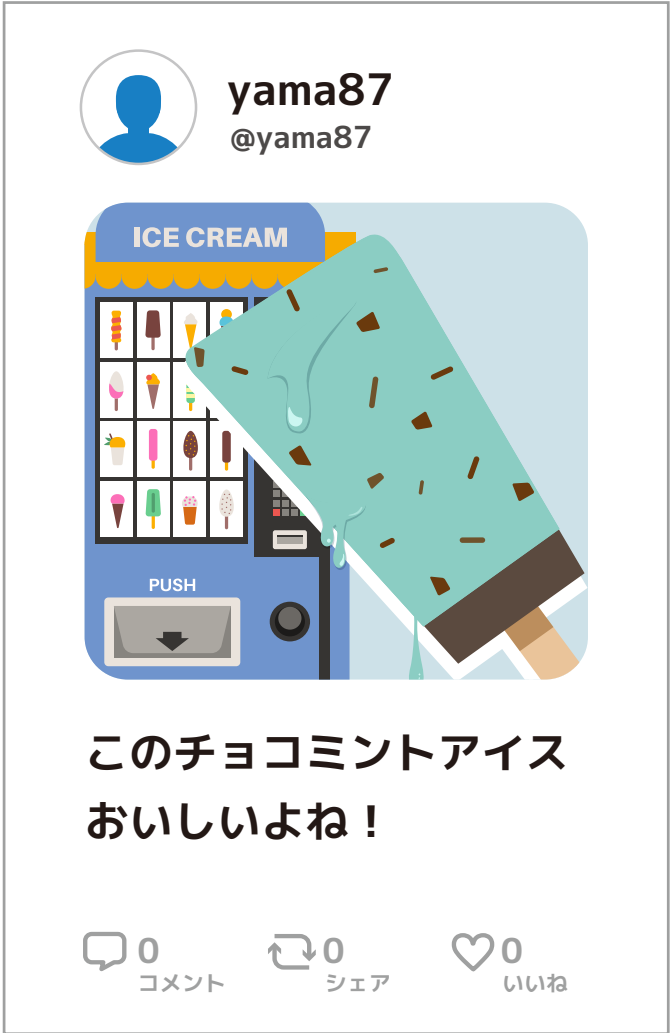 yama87
@yama87
ICE CREAM
PUSH
このチョコミントアイス
おいしいよね！
0
コメント
0
シェア
0
いいね